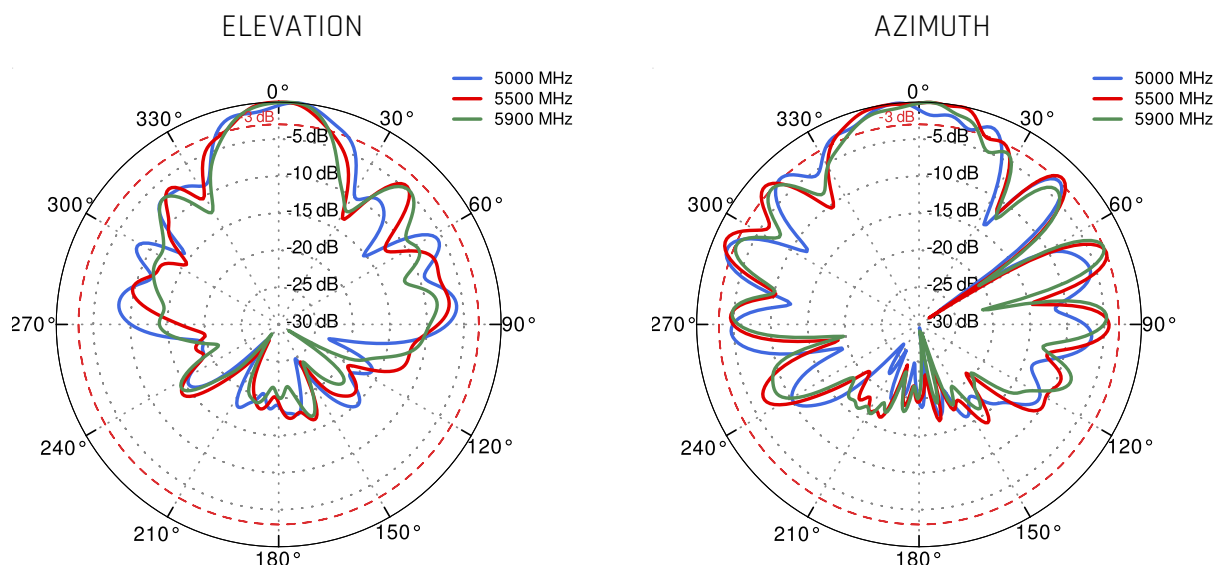 ELEVATION
5000 MHz
5500 MHz
5900 MHz
0°
330°
30°
3 dB
-5 dB
-10 dB
-15 dB
300°
60°
-20 dB
-25 dB
-30 dB
270°
90°
240°
120°
210°
150°
180°
AZIMUTH
5000 MHz
5500 MHz
5900 MHz
0°
330°
30°
-3 dB
-5 dB
-10 dB
-15 dB
300°
60°
-20 dB
-25 dB
-30 dB
270°
90°
240°
120°
210°
150°
180°